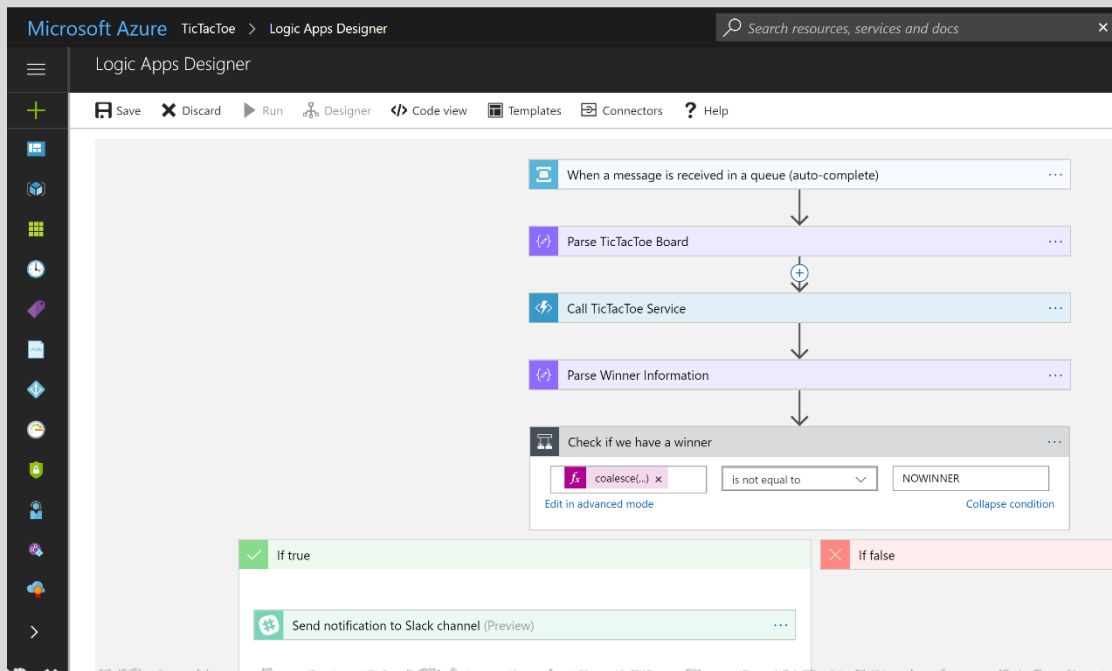 Microsoft Azure TicTacToe > Logic Apps Designer Search resources, services and docs
Logic Apps Designer
Save Discard Run Designer Code view Templates Connectors Help
When a message is received in a queue (auto-complete)
Parse TicTacToe Board
Call TicTacToe Service
Parse Winner Information
Check if we have a winner
fx coalesce(...) x is not equal to NOWINNER
Edit in advanced mode Collapse condition
If true If false
Send notification to Slack channel (Preview)